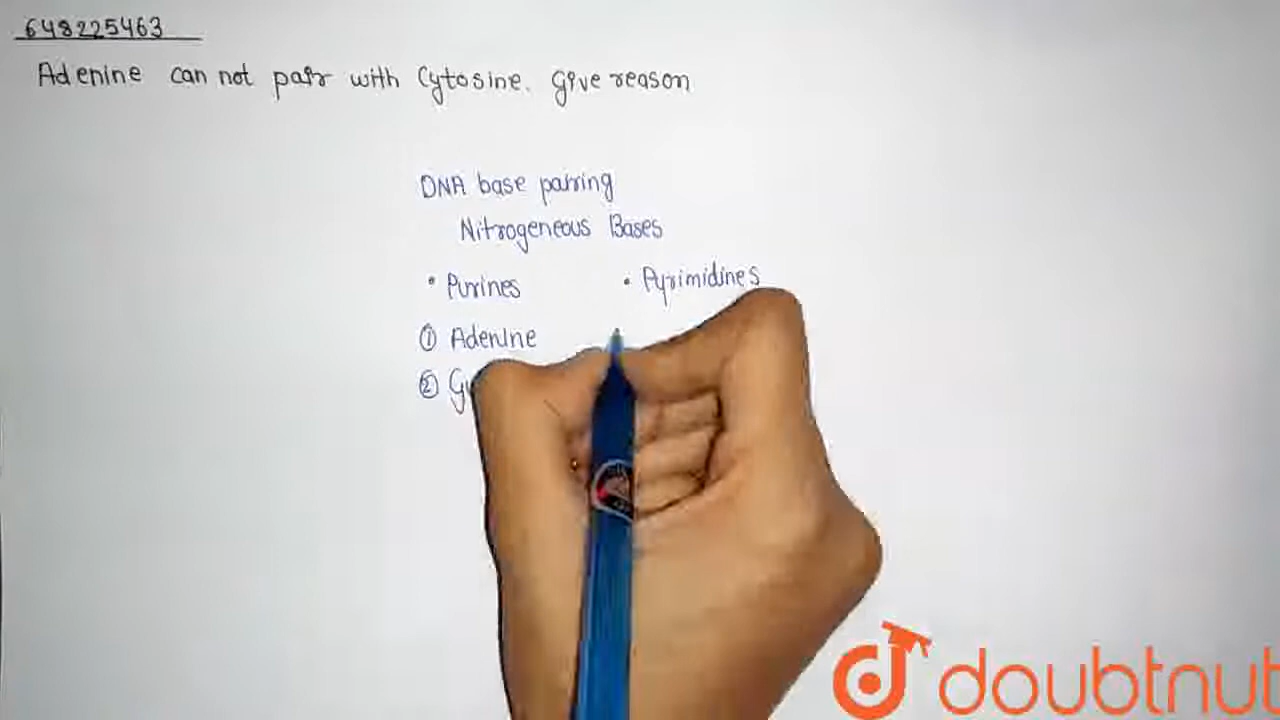 648225463
Adenine can not pair with Cytosine. Give reason
DNA base pairing
Nitrogeneous Bases
• Purines • Pyrimidines
① Adenine
②
doubtnut